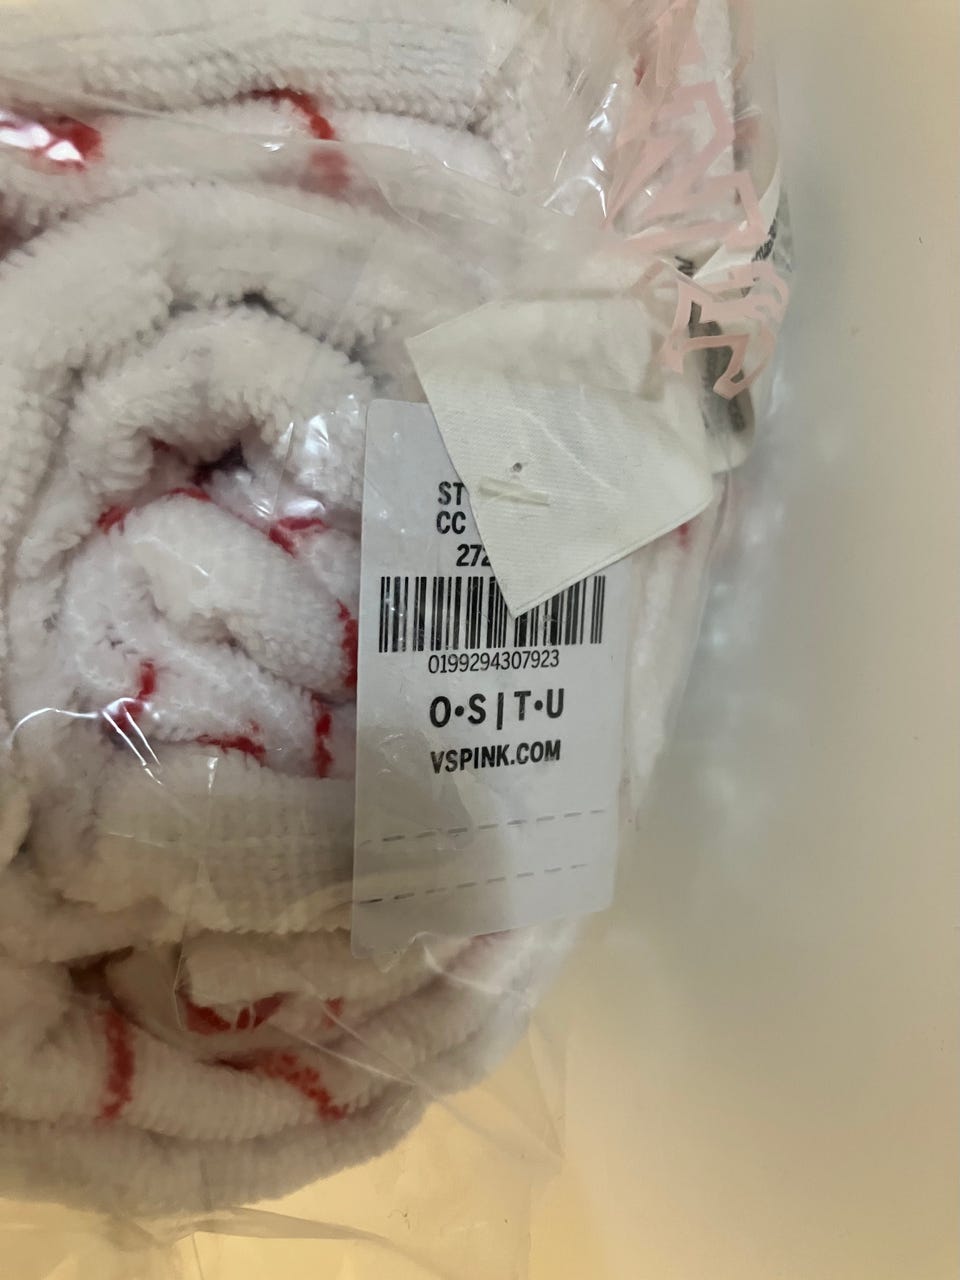 ST
CC
272
0199294307923
O•S | T•U
VSPINK.COM